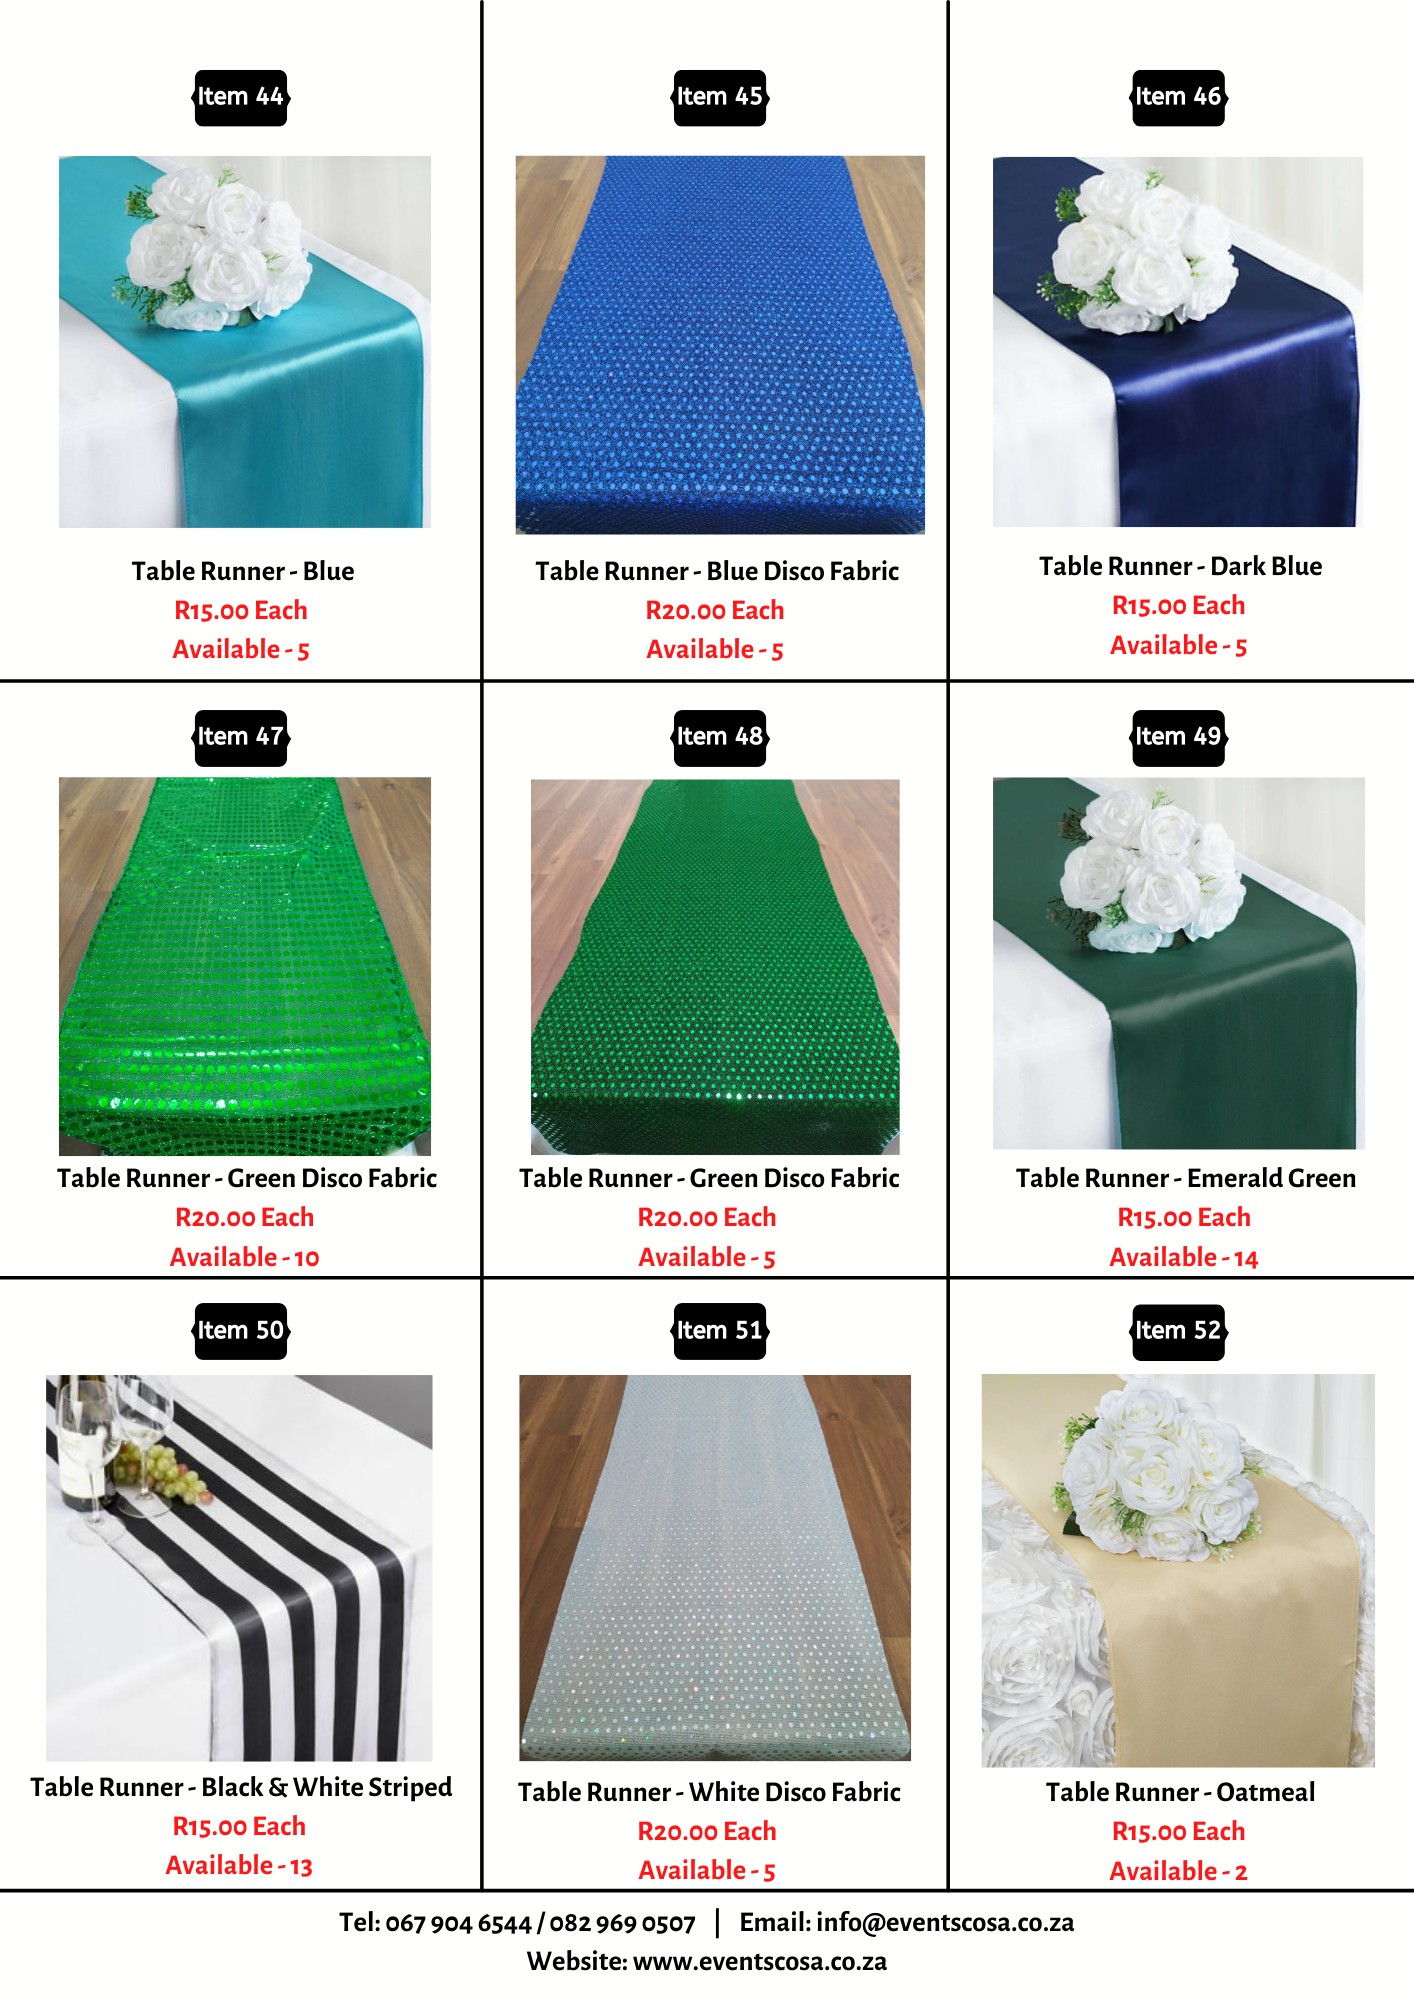 Item 44
Item 45
Item 46
Table Runner - Blue
R15.00 Each
Available - 5
Table Runner - Blue Disco Fabric
R20.00 Each
Available - 5
Table Runner - Dark Blue
R15.00 Each
Available - 5
Item 47
Item 48
Item 49
Table Runner - Green Disco Fabric
R20.00 Each
Available - 10
Table Runner - Green Disco Fabric
R20.00 Each
Available - 5
Table Runner - Emerald Green
R15.00 Each
Available - 14
Item 50
Item 51
Item 52
Table Runner - Black & White Striped
R15.00 Each
Available - 13
Table Runner - White Disco Fabric
R20.00 Each
Available - 5
Table Runner - Oatmeal
R15.00 Each
Available - 2
Tel: 067 904 6544 / 082 969 0507 | Email: info@eventscosa.co.za
Website: www.eventscosa.co.za